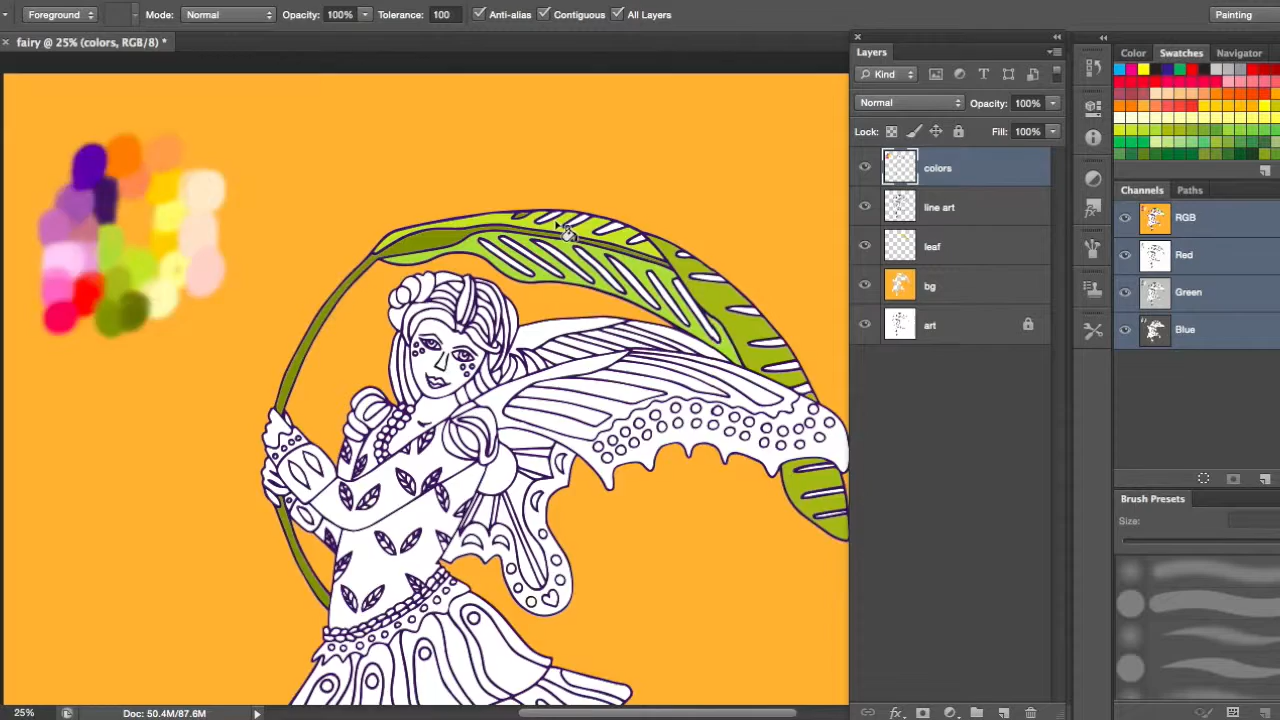 Foreground Mode: Normal Opacity: 100% Tolerance: 100 Anti-alias Contiguous All Layers Painting
fairy @ 25% (colors, RGB/8) *
Layers
Kind
Normal Opacity: 100%
Lock: Fill: 100%
colors
line art
leaf
bg
art
Color Swatches Navigator
Channels Paths
RGB
Red
Green
Blue
Brush Presets
Size:
25% Doc: 50.4M/87.6M